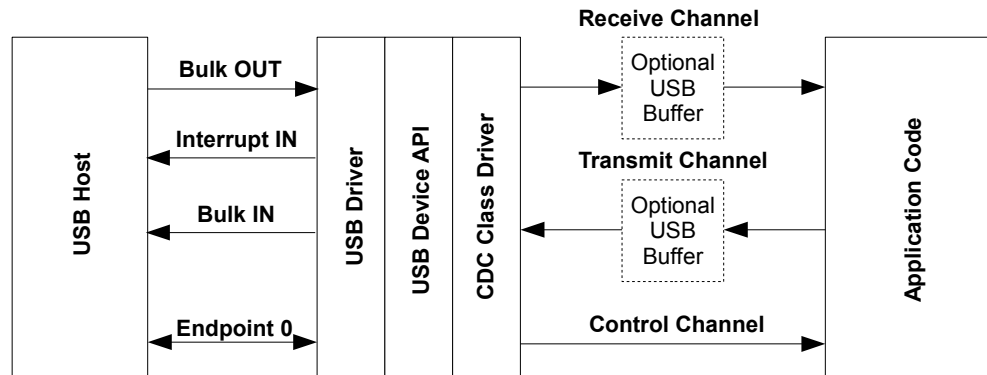 USB Host
Bulk OUT
Interrupt IN
Bulk IN
Endpoint 0
USB Driver
USB Device API
CDC Class Driver
Receive Channel
Optional
USB
Buffer
Transmit Channel
Optional
USB
Buffer
Control Channel
Application Code